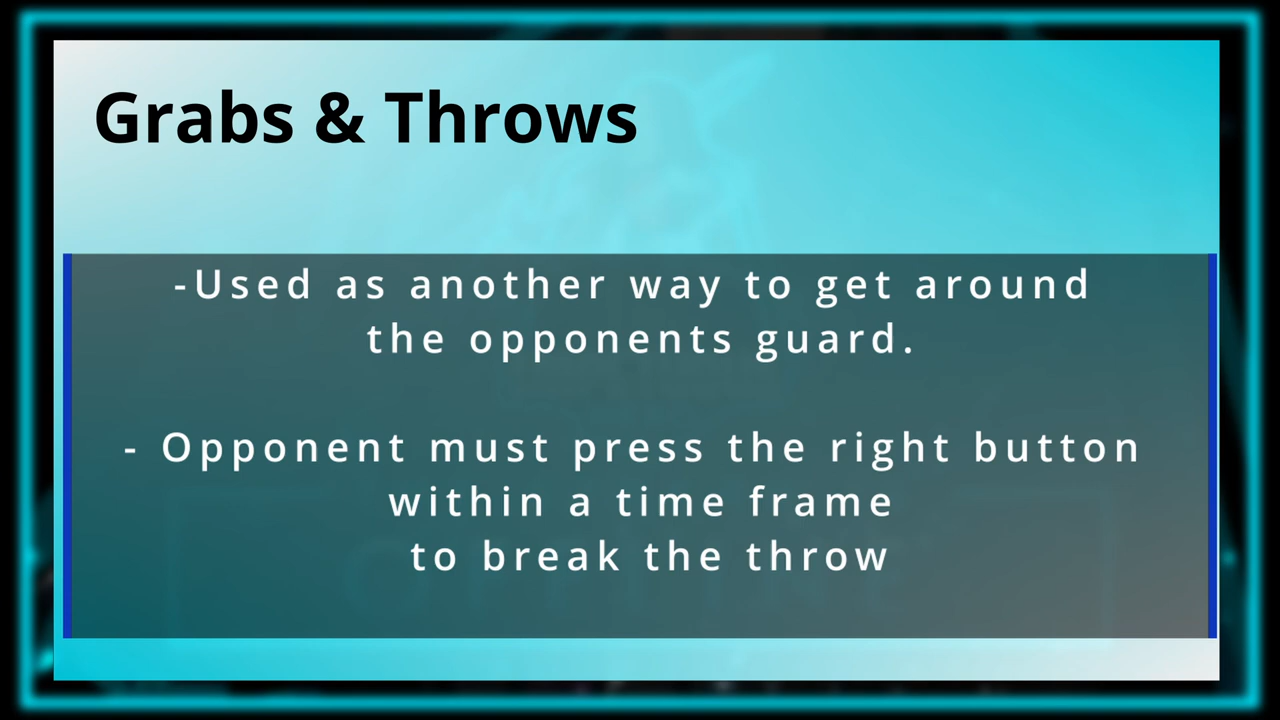 Grabs & Throws
-Used as another way to get around
the opponents guard.
- Opponent must press the right button
within a time frame
to break the throw